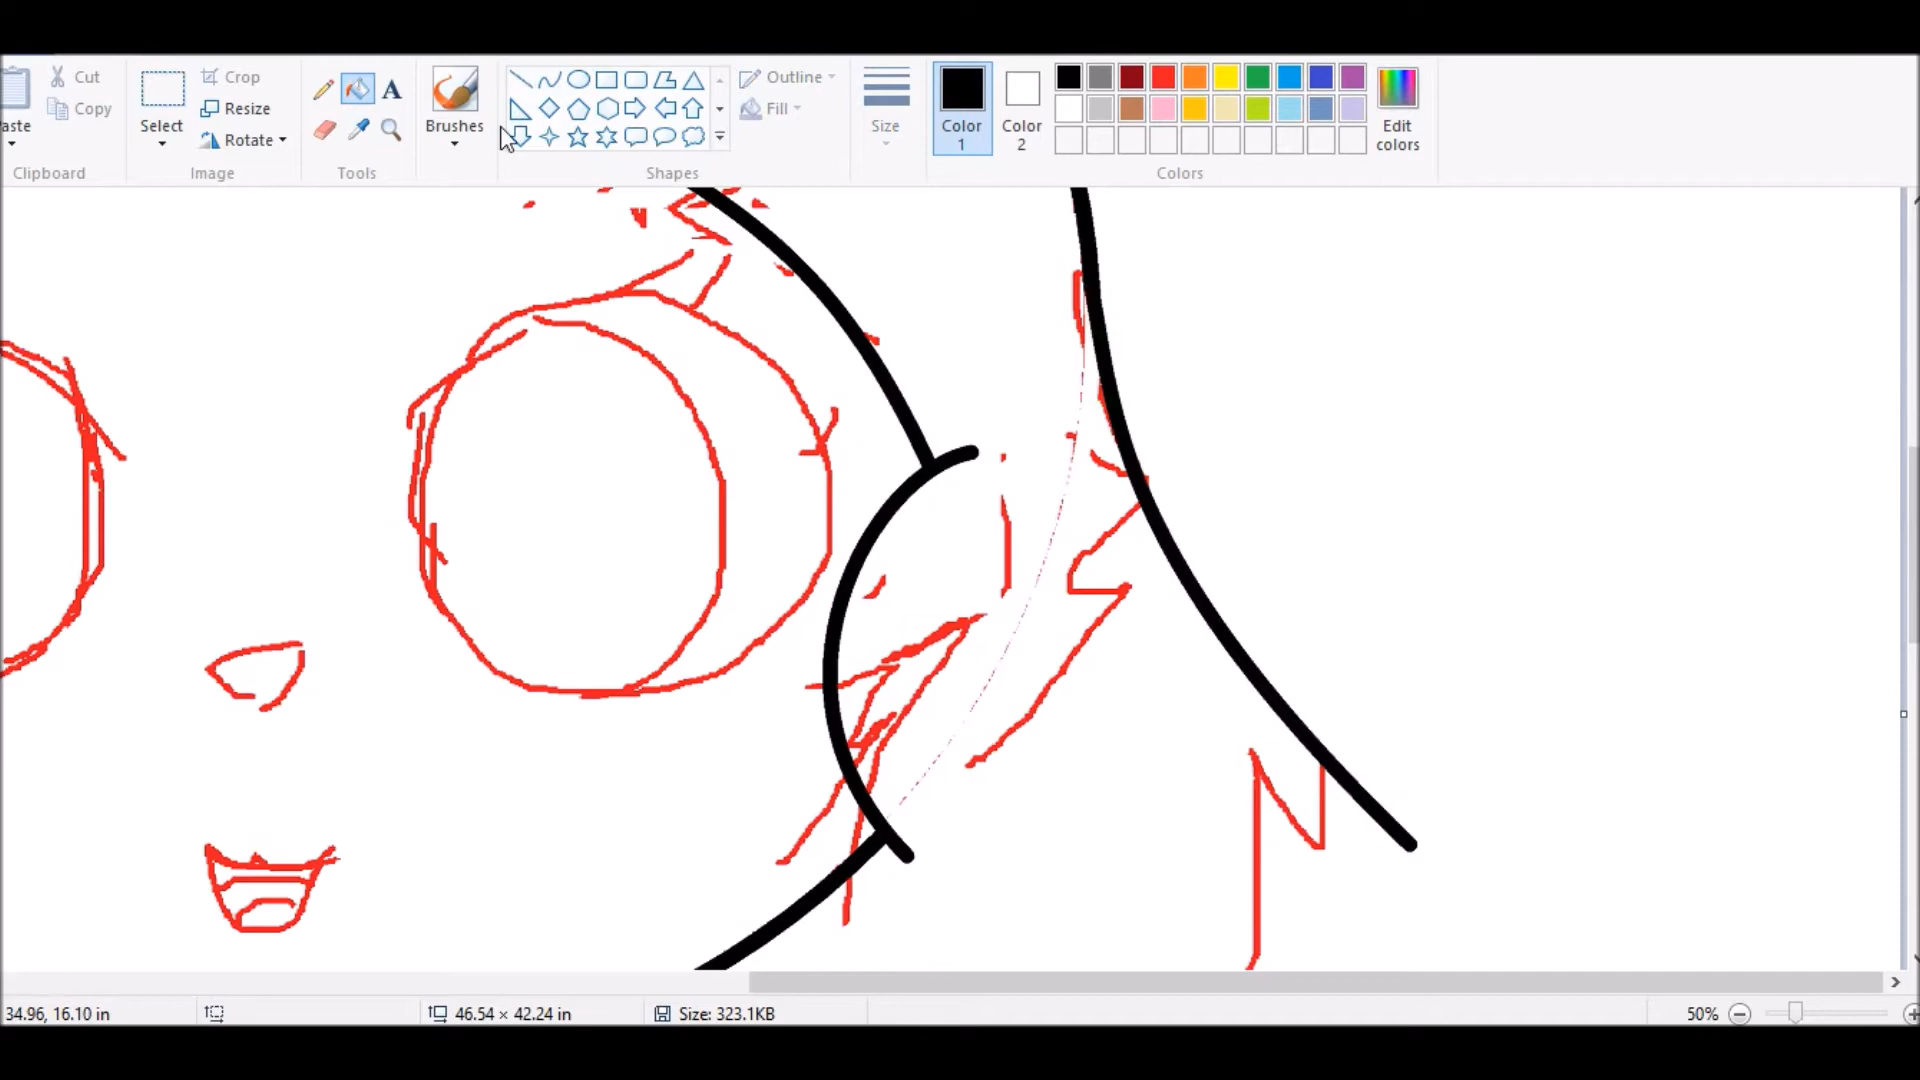 Cut
Copy
aste
Clipboard
Select
Crop
Resize
Rotate
Image
A
Tools
Brushes
Shapes
Outline
Fill
Size
Color 1
Color 2
Edit colors
Colors
34.96, 16.10 in
46.54 × 42.24 in
Size: 323.1KB
50%